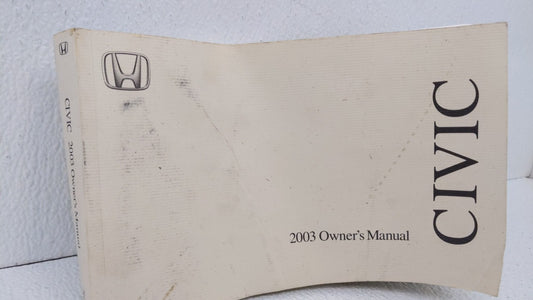 CIVIC 2003 Owner's Manual
2003 Owner's Manual
CIVIC